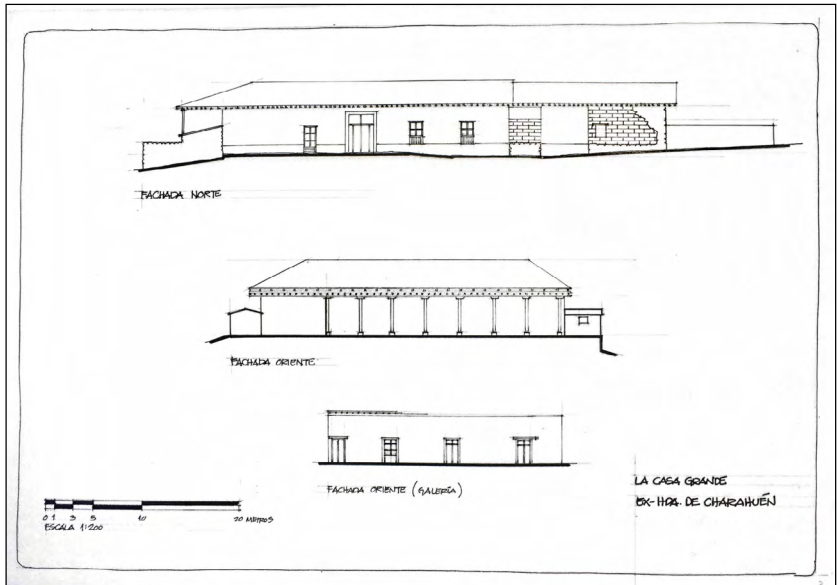 FACHADA NORTE
FACHADA ORIENTE
FACHADA ORIENTE (GALERÍA)
LA CASA GRANDE
EX-HDA. DE CHARAHUÉN
0 1 3 5 10 20 METROS
ESCALA 1:200